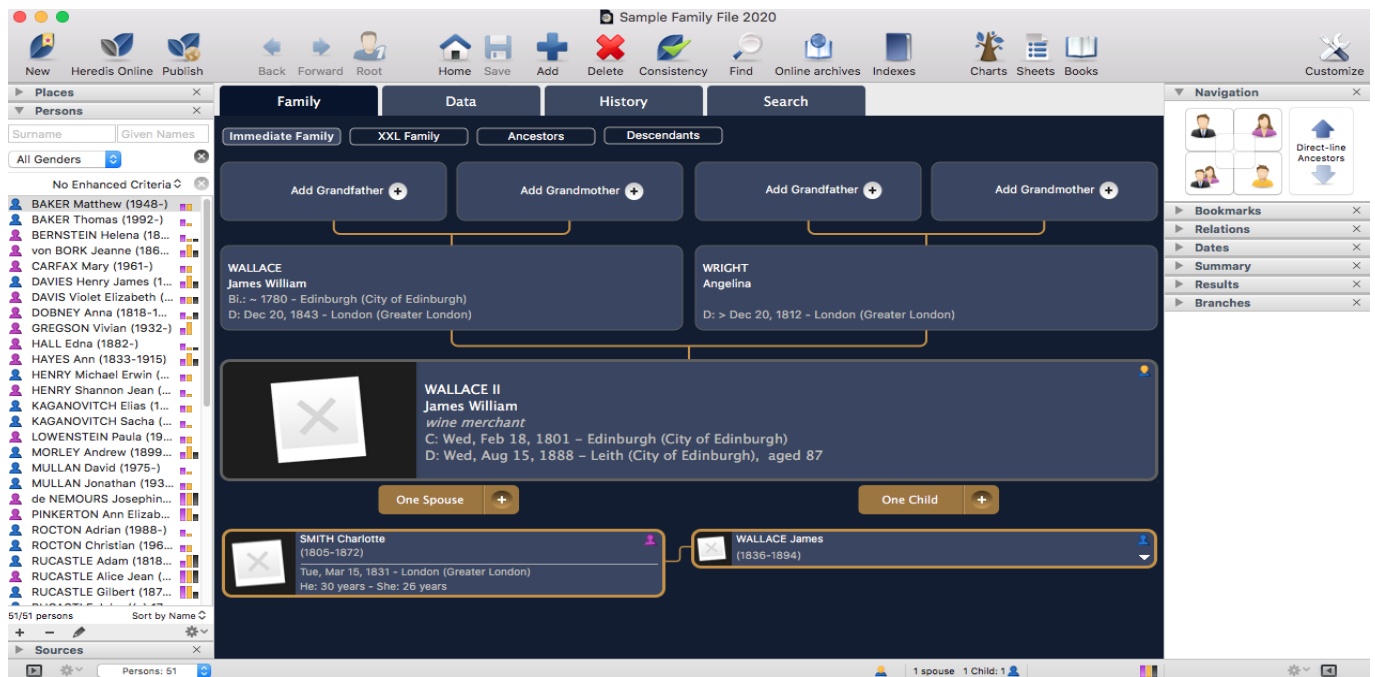 Sample Family File 2020
New Heredis Online Publish Back Forward Root Home Save Add Delete Consistency Find Online archives Indexes Charts Sheets Books Customize
Places
Persons
Surname Given Names
All Genders
No Enhanced Criteria
BAKER Matthew (1948-)
BAKER Thomas (1992-)
BERNSTEIN Helena (18...
von BORK Jeanne (186...
CARFAX Mary (1961-)
DAVIES Henry James (1...
DAVIS Violet Elizabeth (...
DOBNEY Anna (1818-1...
GREGSON Vivian (1932-)
HALL Edna (1882-)
HAYES Ann (1833-1915)
HENRY Michael Erwin (...
HENRY Shannon Jean (...
KAGANOVITCH Elias (1...
KAGANOVITCH Sacha (...
LOWENSTEIN Paula (19...
MORLEY Andrew (1899...
MULLAN David (1975-)
MULLAN Jonathan (193...
de NEMOURS Josephin...
PINKERTON Ann Elizab...
ROCTON Adrian (1988-)
ROCTON Christian (196...
RUCASTLE Adam (1818...
RUCASTLE Alice Jean (...
RUCASTLE Gilbert (187...
51/51 persons Sort by Name
Sources
Persons: 51
Family Data History Search
Immediate Family XXL Family Ancestors Descendants
Add Grandfather Add Grandmother Add Grandfather Add Grandmother
WALLACE
James William
Bi.: ~ 1780 - Edinburgh (City of Edinburgh)
D: Dec 20, 1843 - London (Greater London)
WRIGHT
Angelina
D: > Dec 20, 1812 - London (Greater London)
WALLACE II
James William
wine merchant
C: Wed, Feb 18, 1801 – Edinburgh (City of Edinburgh)
D: Wed, Aug 15, 1888 – Leith (City of Edinburgh), aged 87
One Spouse One Child
SMITH Charlotte
(1805-1872)
Tue, Mar 15, 1831 - London (Greater London)
He: 30 years - She: 26 years
WALLACE James
(1836-1894)
1 spouse 1 Child: 1
Navigation
Direct-line
Ancestors
Bookmarks
Relations
Dates
Summary
Results
Branches